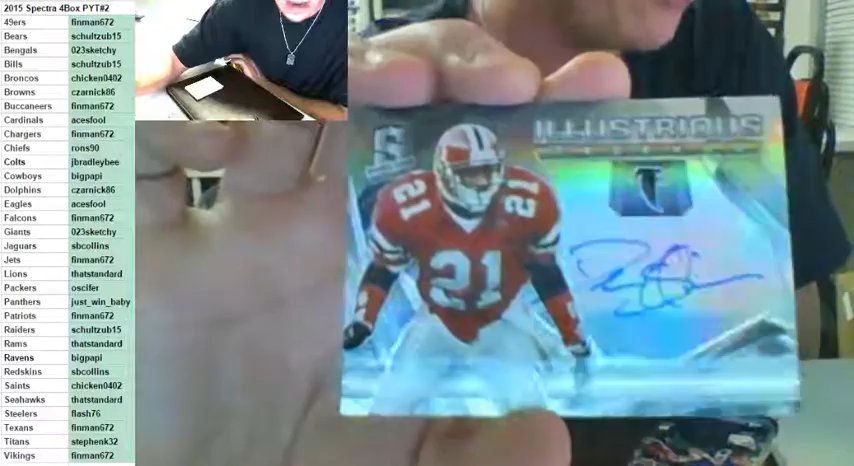 2015 Spectra 4Box PYT#2
49ers finman672
Bears schultzub15
Bengals 023sketchy
Bills schultzub15
Broncos chicken0402
Browns czarnick86
Buccaneers finman672
Cardinals acesfool
Chargers finman672
Chiefs rons90
Colts jbradleybee
Cowboys bigpapi
Dolphins czarnick86
Eagles acesfool
Falcons finman672
Giants 023sketchy
Jaguars sbcollins
Jets finman672
Lions thatstandard
Packers oscifer
Panthers just_win_baby
Patriots finman672
Raiders schultzub15
Rams thatstandard
Ravens bigpapi
Redskins sbcollins
Saints chicken0402
Seahawks thatstandard
Steelers flash76
Texans finman672
Titans stephenk32
Vikings finman672
S
ILLUSTRIOUS
21 21
21